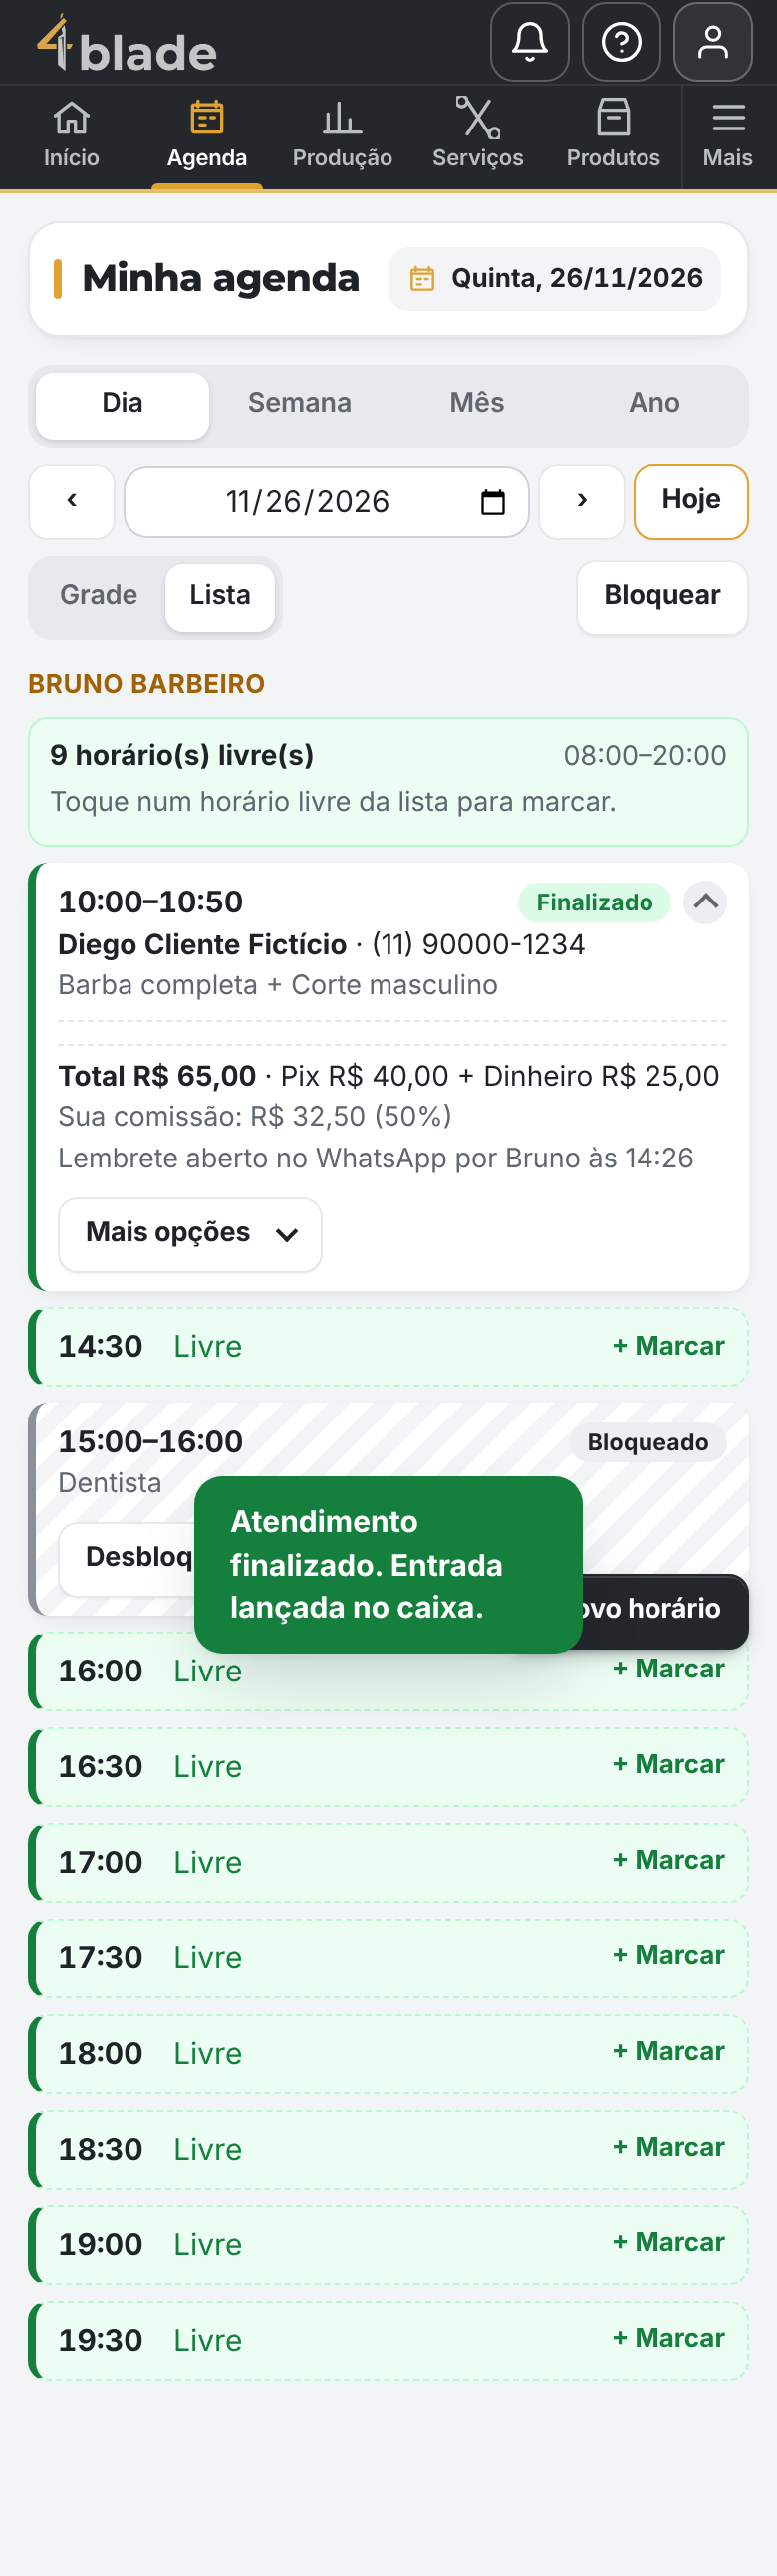 4blade
Início
Agenda
Produção
Serviços
Produtos
Mais
Minha agenda
Quinta, 26/11/2026
Dia
Semana
Mês
Ano
‹
11/26/2026
›
Hoje
Grade
Lista
Bloquear
BRUNO BARBEIRO
9 horário(s) livre(s)
08:00–20:00
Toque num horário livre da lista para marcar.
10:00–10:50
Finalizado
Diego Cliente Fictício · (11) 90000-1234
Barba completa + Corte masculino
Total R$ 65,00 · Pix R$ 40,00 + Dinheiro R$ 25,00
Sua comissão: R$ 32,50 (50%)
Lembrete aberto no WhatsApp por Bruno às 14:26
Mais opções
14:30 Livre + Marcar
15:00–16:00
Bloqueado
Dentista
Atendimento
finalizado. Entrada
lançada no caixa.
horário
16:00 Livre + Marcar
16:30 Livre + Marcar
17:00 Livre + Marcar
17:30 Livre + Marcar
18:00 Livre + Marcar
18:30 Livre + Marcar
19:00 Livre + Marcar
19:30 Livre + Marcar